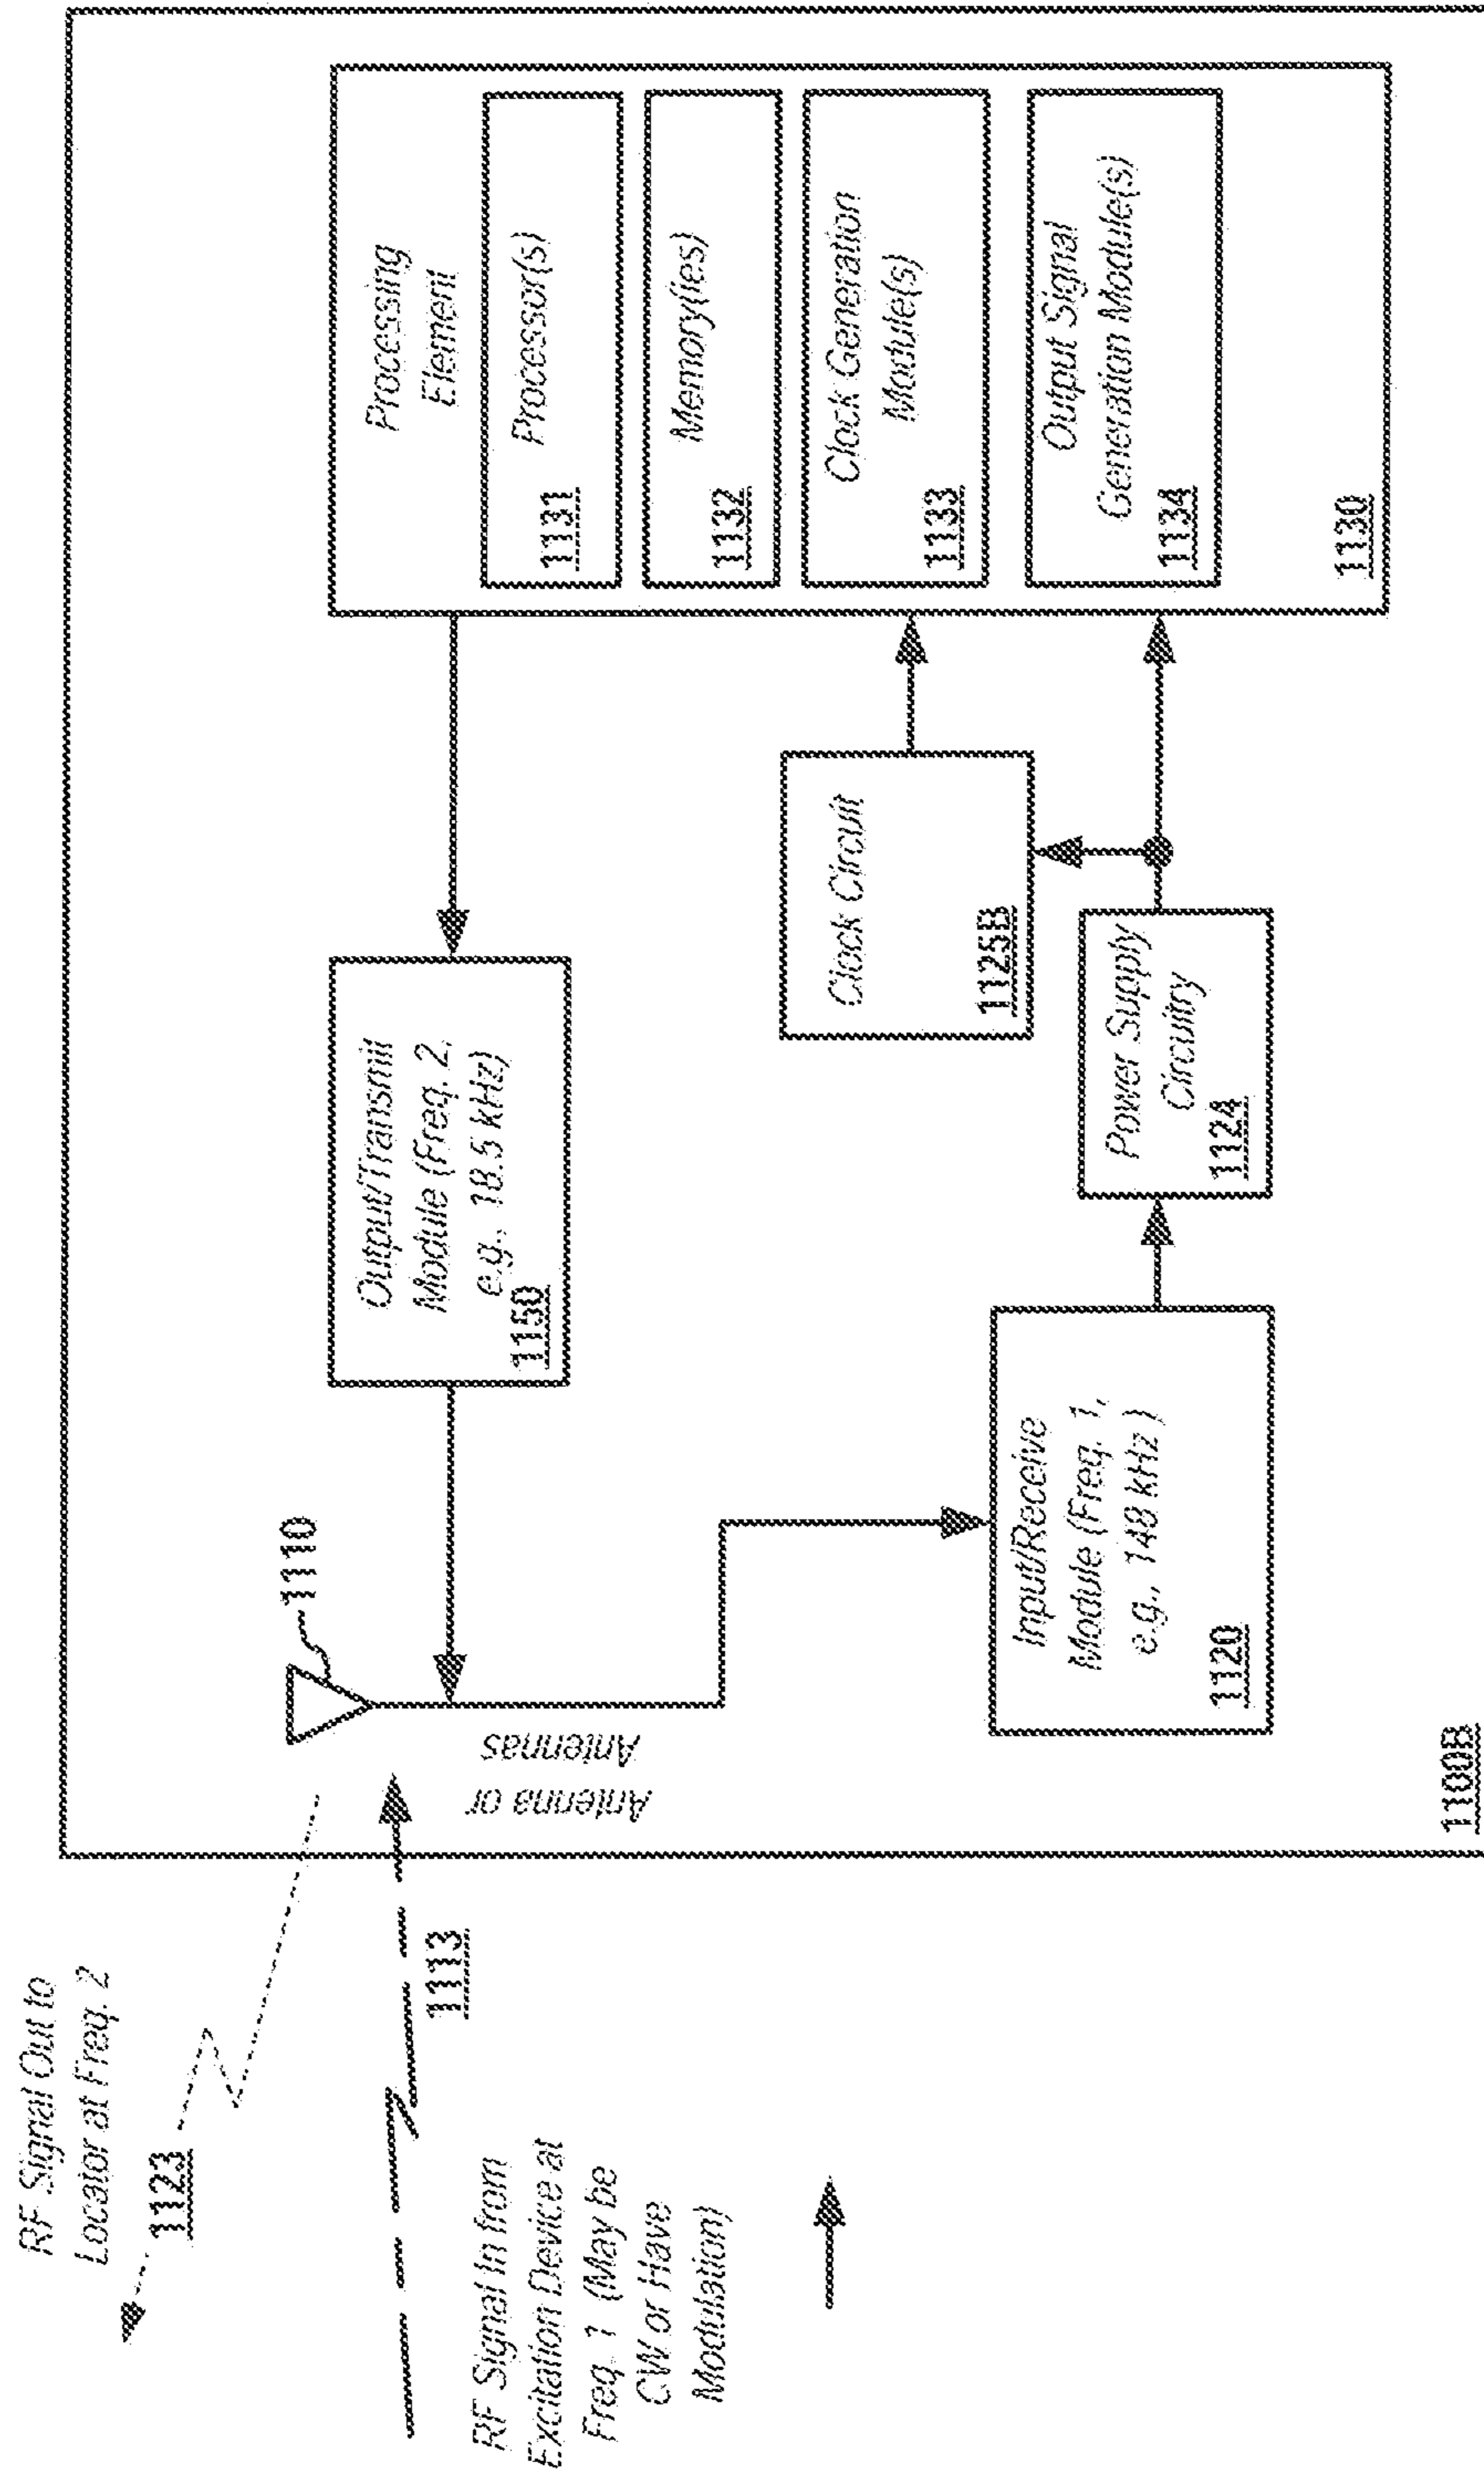 RF Signal Out to
Locator at Freq. 2
1123
RF Signal In from
Excitation Device at
Freq. 1 (May be
CW or Have
Modulation)
1113
1110
Antenna or
Antennas
Output/Transmit
Module (Freq. 2,
e.g., 18.5 kHz)
1150
Input/Receive
Module (Freq. 1,
e.g., 148 kHz )
1120
Power Supply
Circuitry
1124
Clock Circuit
1125B
Processing
Element
Processor(s)
1131
Memory(ies)
1132
Clock Generation
Module(s)
1133
Output Signal
Generation Module(s)
1134
1130
1100B